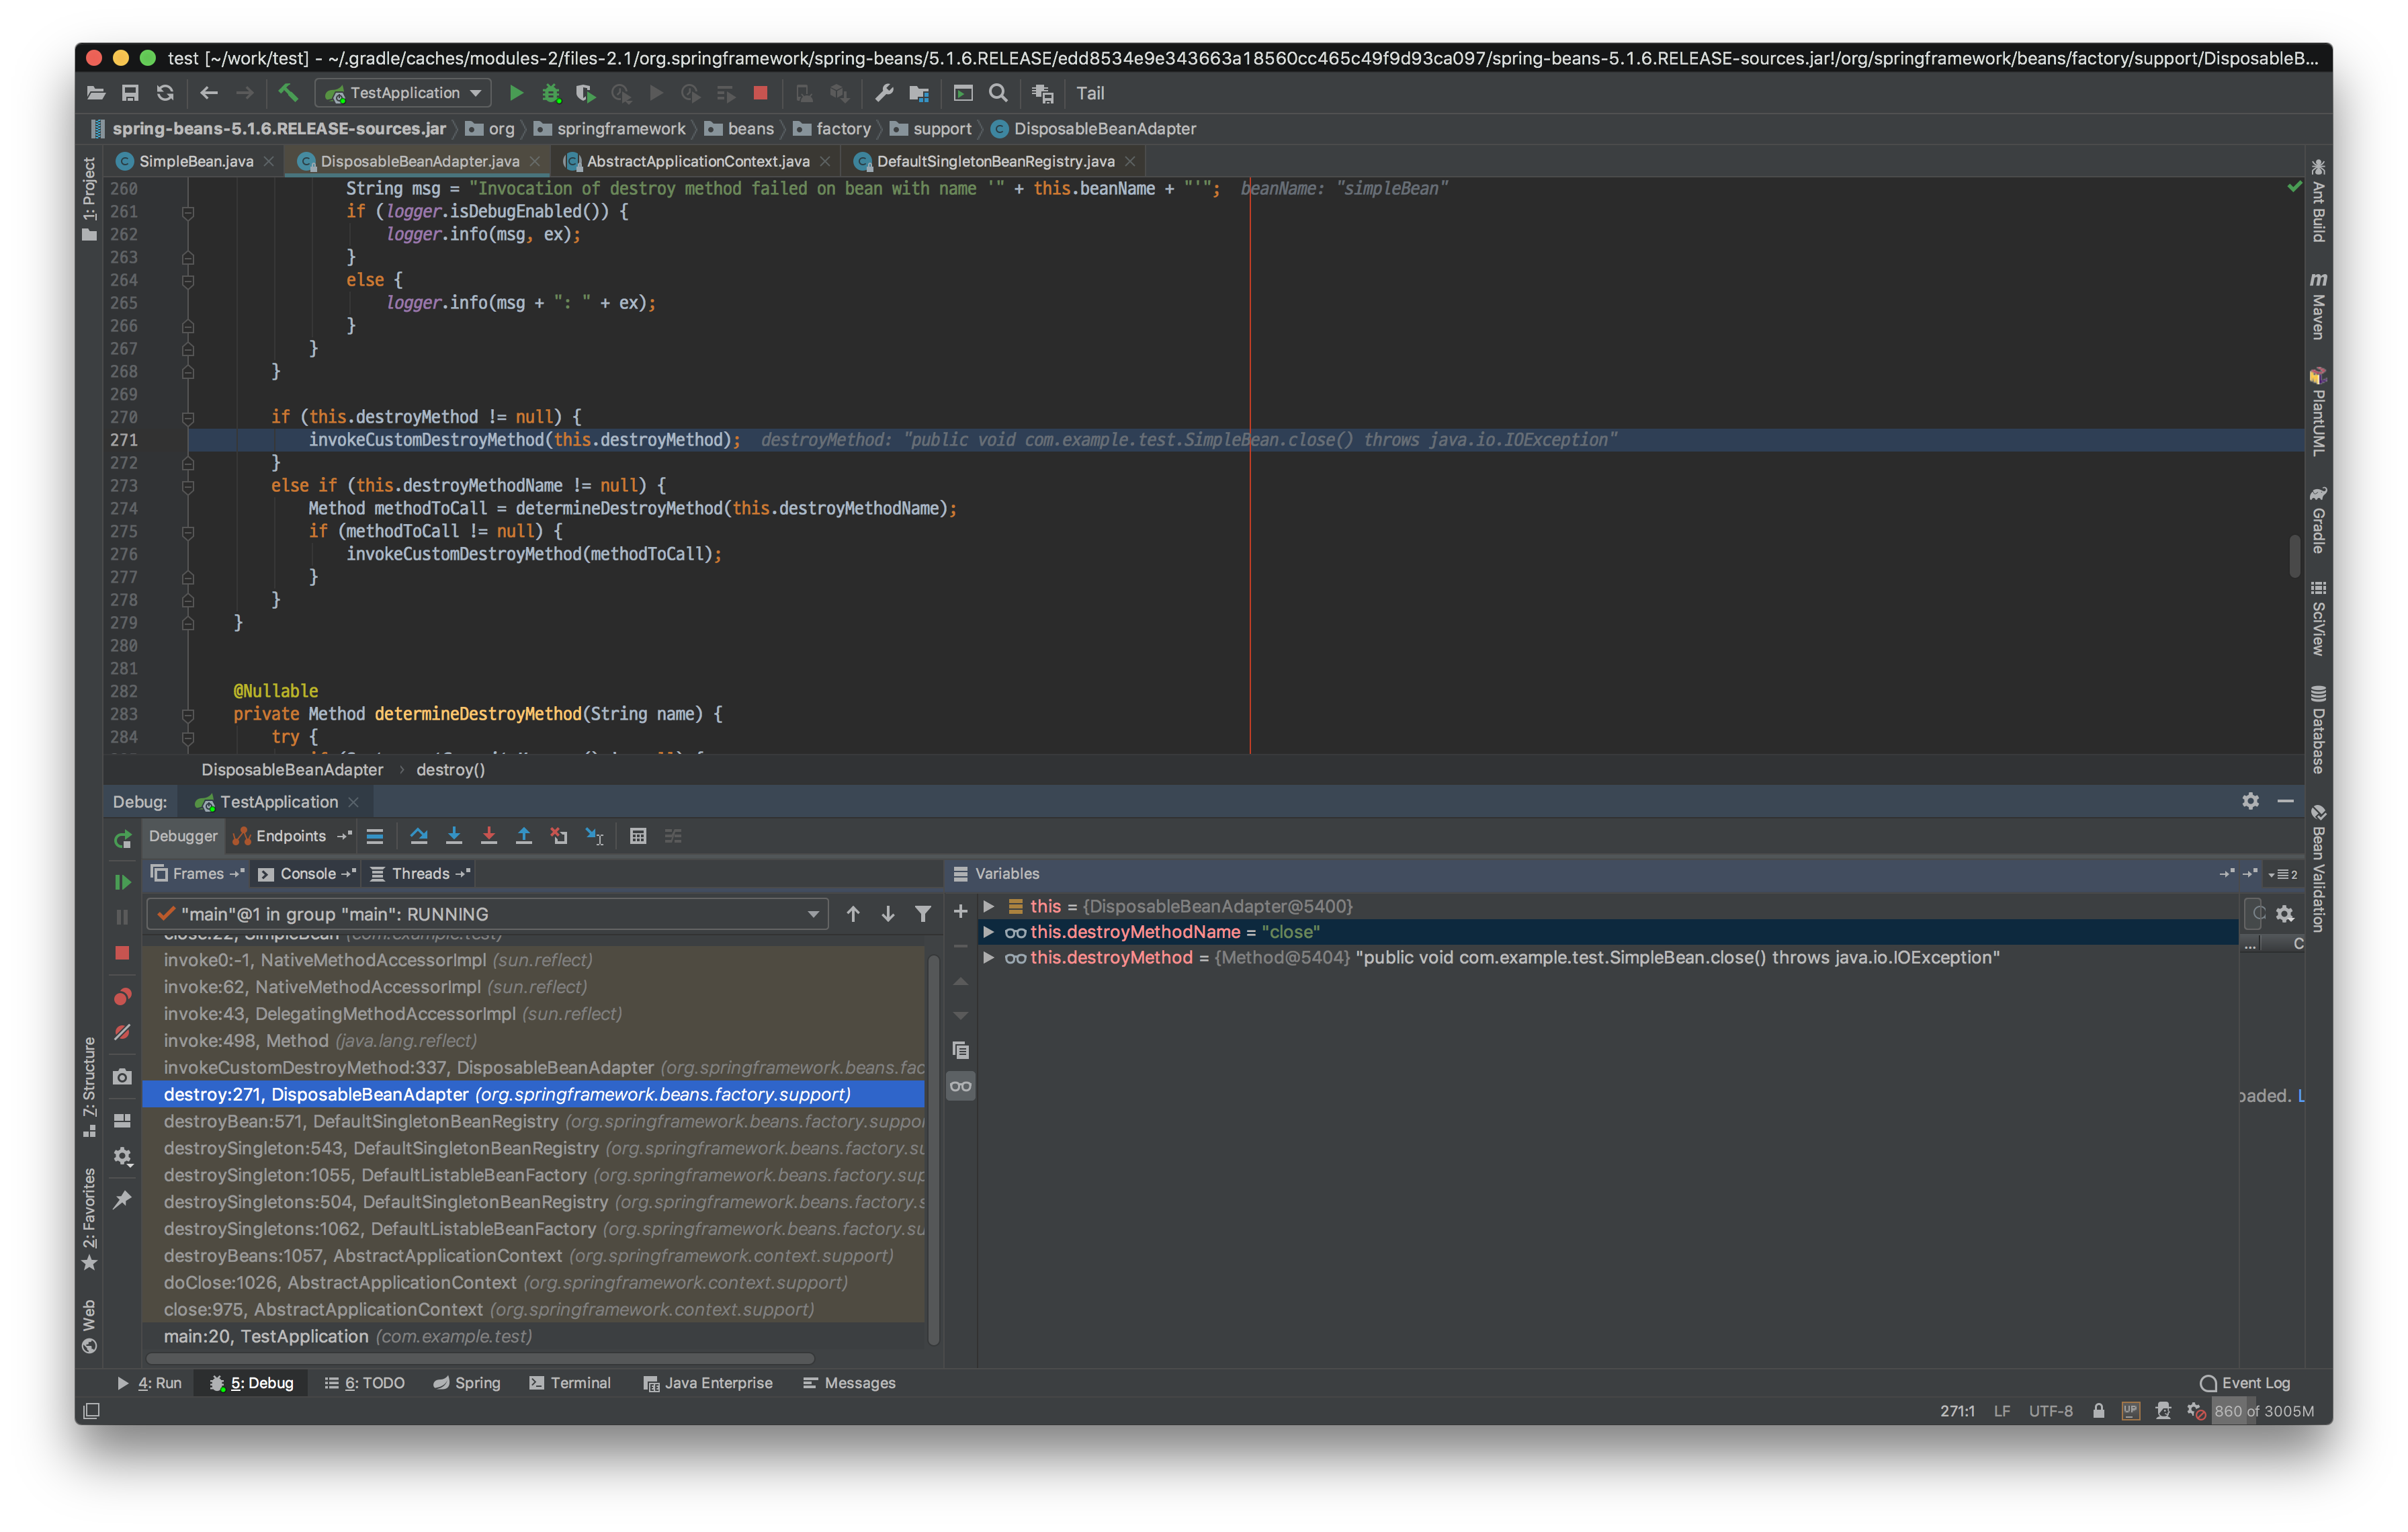 test [~/work/test] - ~/.gradle/caches/modules-2/files-2.1/org.springframework/spring-beans/5.1.6.RELEASE/edd8534e9e343663a18560cc465c49f9d93ca097/spring-beans-5.1.6.RELEASE-sources.jar!/org/springframework/beans/factory/support/DisposableB...
TestApplication
Tail
spring-beans-5.1.6.RELEASE-sources.jar org springframework beans factory support DisposableBeanAdapter
SimpleBean.java DisposableBeanAdapter.java AbstractApplicationContext.java DefaultSingletonBeanRegistry.java
260 String msg = "Invocation of destroy method failed on bean with name '" + this.beanName + "'"; beanName: "simpleBean"
261 if (logger.isDebugEnabled()) {
262 logger.info(msg, ex);
263 }
264 else {
265 logger.info(msg + ": " + ex);
266 }
267 }
268 }
269
270 if (this.destroyMethod != null) {
271 invokeCustomDestroyMethod(this.destroyMethod); destroyMethod: "public void com.example.test.SimpleBean.close() throws java.io.IOException"
272 }
273 else if (this.destroyMethodName != null) {
274 Method methodToCall = determineDestroyMethod(this.destroyMethodName);
275 if (methodToCall != null) {
276 invokeCustomDestroyMethod(methodToCall);
277 }
278 }
279 }
280
281
282 @Nullable
283 private Method determineDestroyMethod(String name) {
284 try {
DisposableBeanAdapter › destroy()
Debug: TestApplication
Debugger Endpoints
Frames Console Threads
Variables
2
"main"@1 in group "main": RUNNING
close:22, SimpleBean (com.example.test)
invoke0:-1, NativeMethodAccessorImpl (sun.reflect)
invoke:62, NativeMethodAccessorImpl (sun.reflect)
invoke:43, DelegatingMethodAccessorImpl (sun.reflect)
invoke:498, Method (java.lang.reflect)
invokeCustomDestroyMethod:337, DisposableBeanAdapter (org.springframework.beans.fac
destroy:271, DisposableBeanAdapter (org.springframework.beans.factory.support)
destroyBean:571, DefaultSingletonBeanRegistry (org.springframework.beans.factory.suppor
destroySingleton:543, DefaultSingletonBeanRegistry (org.springframework.beans.factory.su
destroySingleton:1055, DefaultListableBeanFactory (org.springframework.beans.factory.sup
destroySingletons:504, DefaultSingletonBeanRegistry (org.springframework.beans.factory.s
destroySingletons:1062, DefaultListableBeanFactory (org.springframework.beans.factory.su
destroyBeans:1057, AbstractApplicationContext (org.springframework.context.support)
doClose:1026, AbstractApplicationContext (org.springframework.context.support)
close:975, AbstractApplicationContext (org.springframework.context.support)
main:20, TestApplication (com.example.test)
this = {DisposableBeanAdapter@5400}
this.destroyMethodName = "close"
this.destroyMethod = {Method@5404} "public void com.example.test.SimpleBean.close() throws java.io.IOException"
... C
oaded. L
1: Project
7: Structure
2: Favorites
Web
Ant Build
Maven
PlantUML
Gradle
SciView
Database
Bean Validation
4: Run 5: Debug 6: TODO Spring Terminal Java Enterprise Messages
Event Log
271:1 LF UTF-8 UP 860 of 3005M